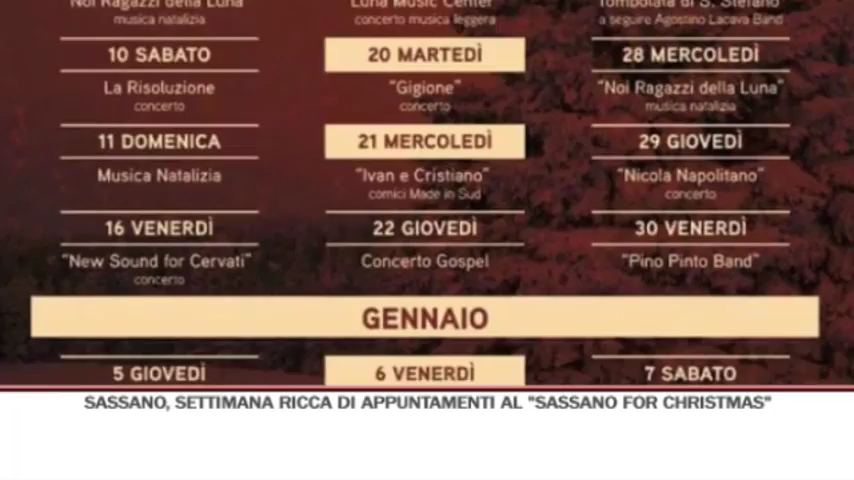 "Noi Ragazzi della Luna"
musica natalizia
Luna Music Center
concerto musica leggera
Tombolata di S. Stefano
a seguire Agostino Lacava Band
10 SABATO
La Risoluzione
concerto
20 MARTEDÌ
"Gigione"
concerto
28 MERCOLEDÌ
"Noi Ragazzi della Luna"
musica natalizia
11 DOMENICA
Musica Natalizia
21 MERCOLEDÌ
"Ivan e Cristiano"
comici Made in Sud
29 GIOVEDÌ
"Nicola Napolitano"
concerto
16 VENERDÌ
"New Sound for Cervati"
concerto
22 GIOVEDÌ
Concerto Gospel
30 VENERDÌ
"Pino Pinto Band"
GENNAIO
5 GIOVEDÌ
6 VENERDÌ
7 SABATO
SASSANO, SETTIMANA RICCA DI APPUNTAMENTI AL "SASSANO FOR CHRISTMAS"